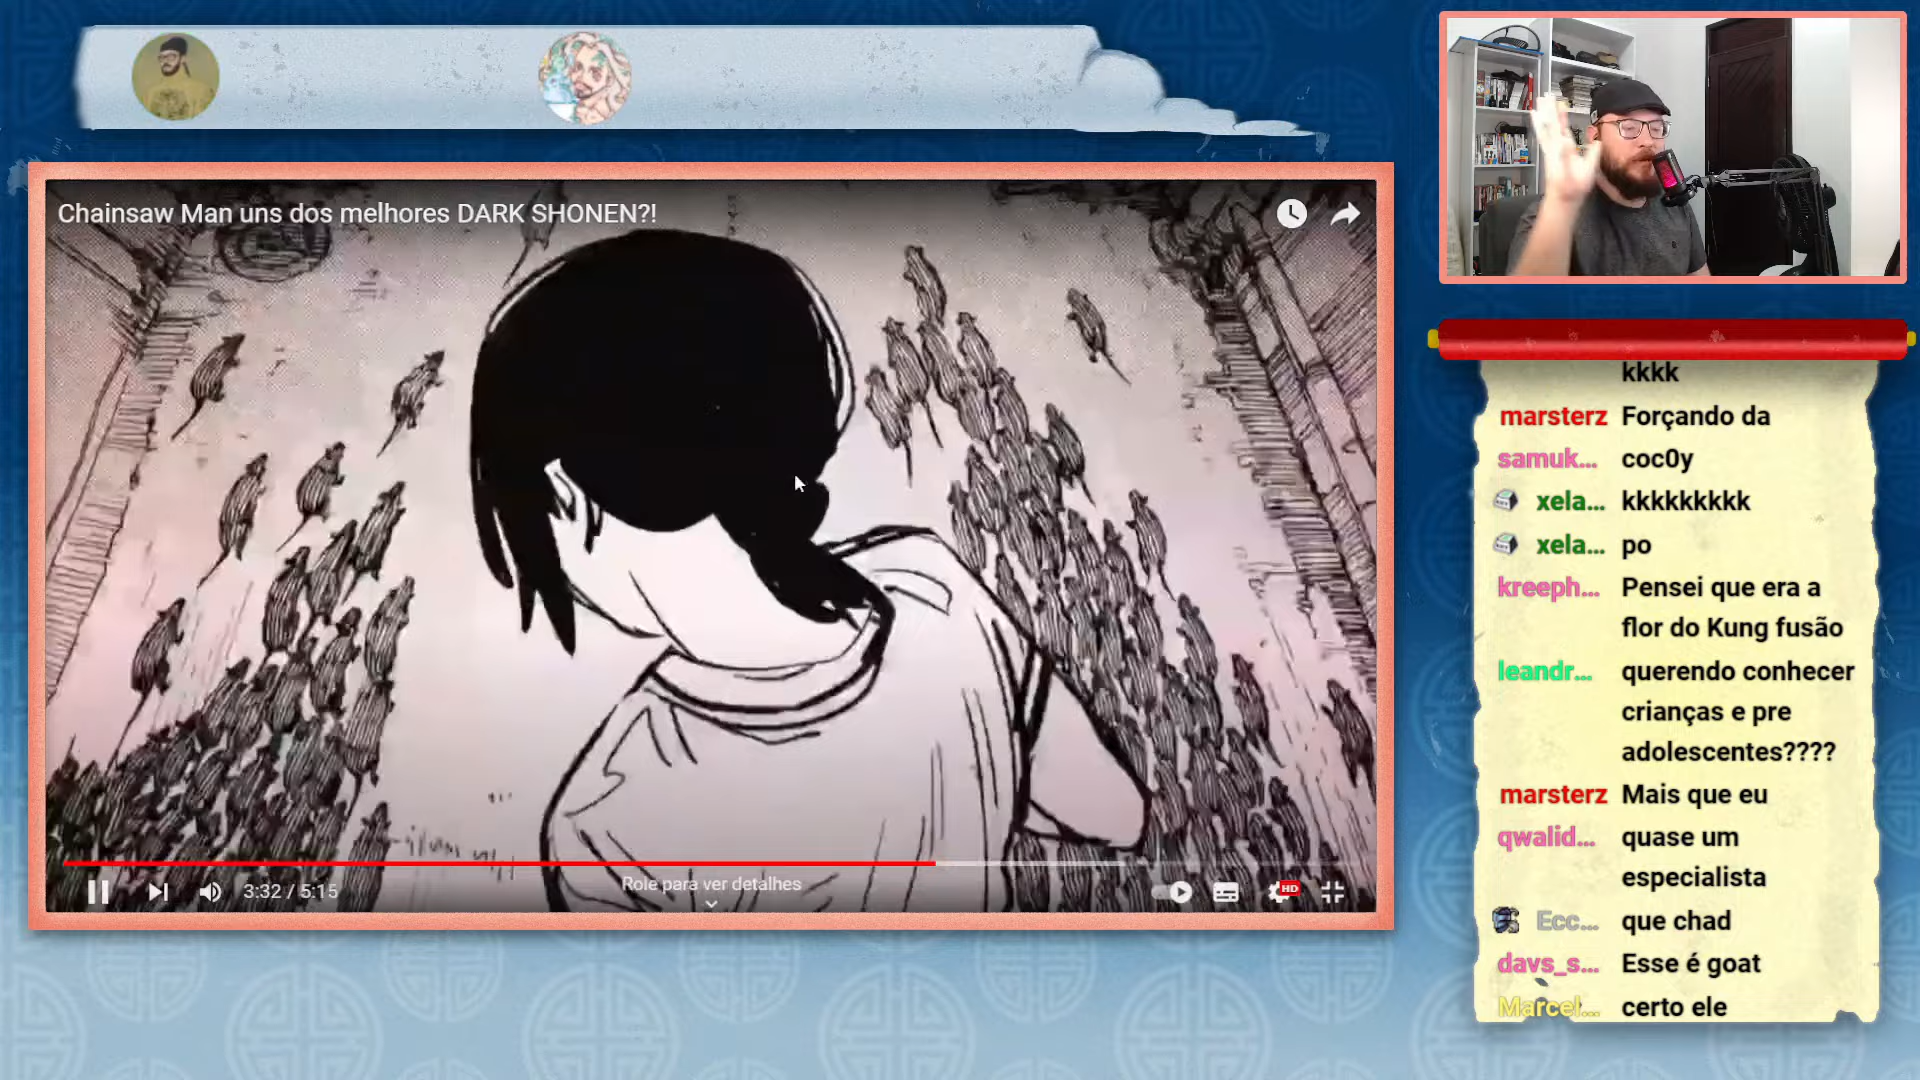 Chainsaw Man uns dos melhores DARK SHONEN?!
3:32 / 5:15
Role para ver detalhes
HD
kkkk
marsterz Forçando da
samuk... coc0y
xela... kkkkkkkkk
xela... po
kreeph... Pensei que era a
flor do Kung fusão
leandr... querendo conhecer
crianças e pre
adolescentes????
marsterz Mais que eu
qwalid... quase um
especialista
Ecc... que chad
davs_s... Esse é goat
Marcel... certo ele